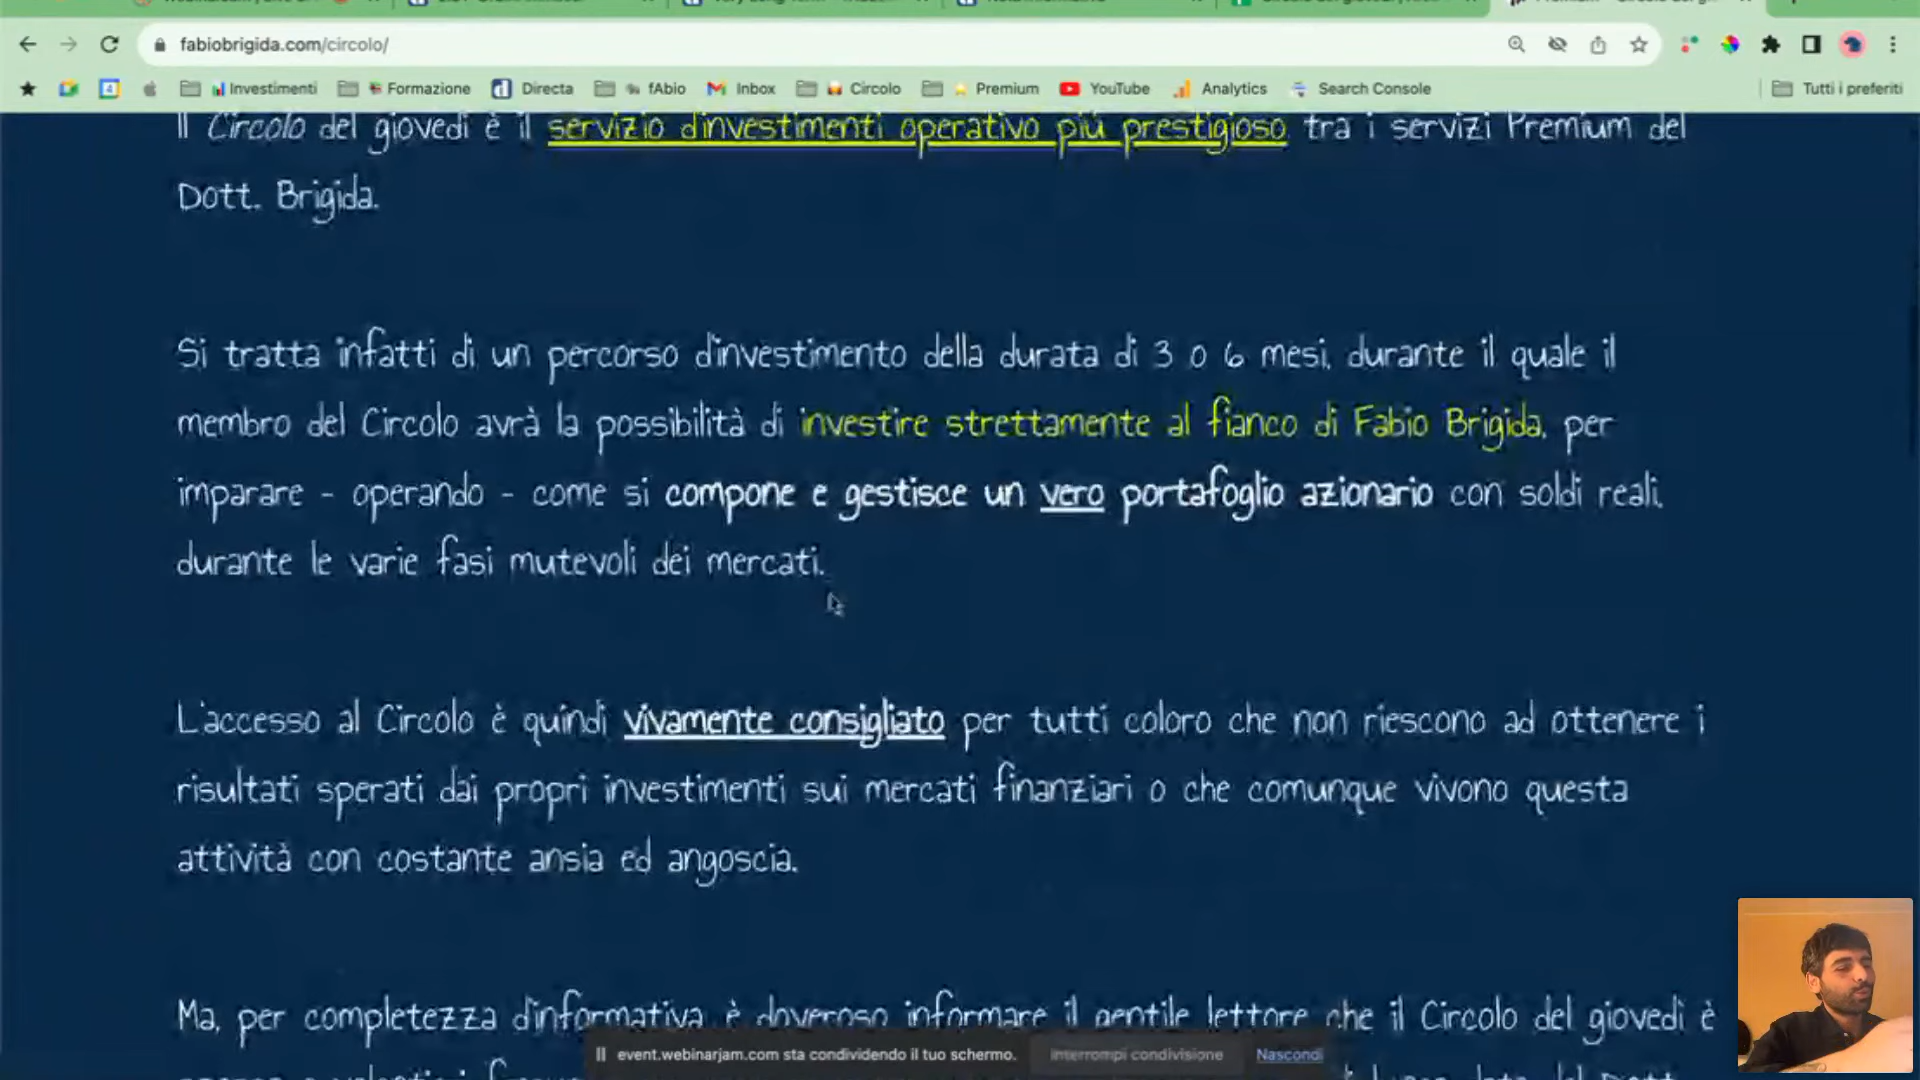 fabiobrigida.com/circolo/
Investimenti Formazione Directa fAbio Inbox Circolo Premium YouTube Analytics Search Console Tutti i preferiti
Il Circolo del giovedì è il servizio d'investimenti operativo più prestigioso tra i servizi Premium del
Dott. Brigida.
Si tratta infatti di un percorso d'investimento della durata di 3 o 6 mesi, durante il quale il
membro del Circolo avrà la possibilità di investire strettamente al fianco di Fabio Brigida, per
imparare - operando - come si compone e gestisce un vero portafoglio azionario con soldi reali,
durante le varie fasi mutevoli dei mercati.
L'accesso al Circolo è quindi vivamente consigliato per tutti coloro che non riescono ad ottenere i
risultati sperati dai propri investimenti sui mercati finanziari o che comunque vivono questa
attività con costante ansia ed angoscia.
Ma, per completezza d'informativa è doveroso informare il gentile lettore che il Circolo del giovedì è
event.webinarjam.com sta condividendo il tuo schermo. Interrompi condivisione Nascondi